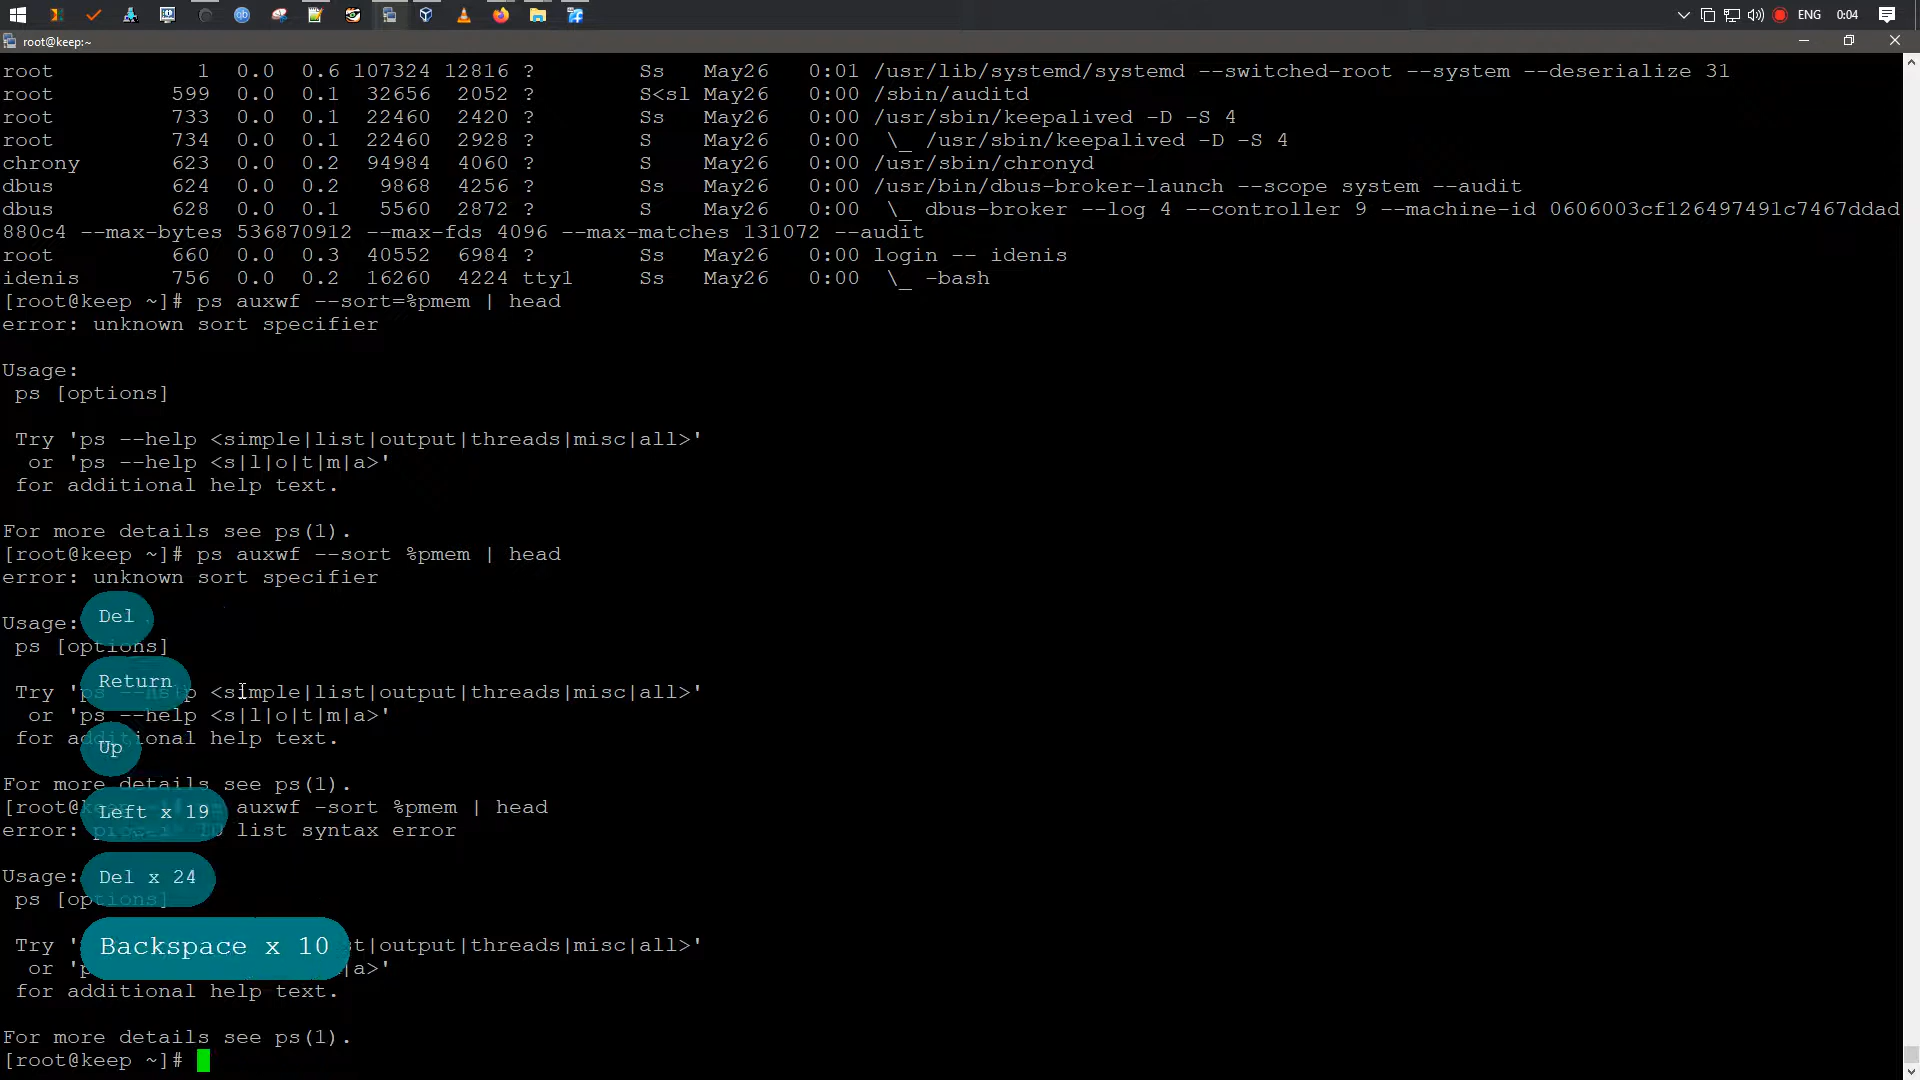 ENG 0:04
root@keep:~
root 1 0.0 0.6 107324 12816 ? Ss May26 0:01 /usr/lib/systemd/systemd --switched-root --system --deserialize 31
root 599 0.0 0.1 32656 2052 ? S<sl May26 0:00 /sbin/auditd
root 733 0.0 0.1 22460 2420 ? Ss May26 0:00 /usr/sbin/keepalived -D -S 4
root 734 0.0 0.1 22460 2928 ? S May26 0:00 \_ /usr/sbin/keepalived -D -S 4
chrony 623 0.0 0.2 94984 4060 ? S May26 0:00 /usr/sbin/chronyd
dbus 624 0.0 0.2 9868 4256 ? Ss May26 0:00 /usr/bin/dbus-broker-launch --scope system --audit
dbus 628 0.0 0.1 5560 2872 ? S May26 0:00 \_ dbus-broker --log 4 --controller 9 --machine-id 0606003cf126497491c7467ddad
880c4 --max-bytes 536870912 --max-fds 4096 --max-matches 131072 --audit
root 660 0.0 0.3 40552 6984 ? Ss May26 0:00 login -- idenis
idenis 756 0.0 0.2 16260 4224 tty1 Ss May26 0:00 \_ -bash
[root@keep ~]# ps auxwf --sort=%pmem | head
error: unknown sort specifier
Usage:
ps [options]
Try 'ps --help <simple|list|output|threads|misc|all>'
or 'ps --help <s|l|o|t|m|a>'
for additional help text.
For more details see ps(1).
[root@keep ~]# ps auxwf --sort %pmem | head
error: unknown sort specifier
Del
Usage:
ps [options]
Return
Try 'ps --help <simple|list|output|threads|misc|all>'
or 'ps --help <s|l|o|t|m|a>'
for additional help text.
Up
For more details see ps(1).
[root@keep auxwf -sort %pmem | head
Left x 19
error: list syntax error
Usage:
Del x 24
ps [options]
Try 't|output|threads|misc|all>'
Backspace x 10
or 'p |a>'
for additional help text.
For more details see ps(1).
[root@keep ~]#